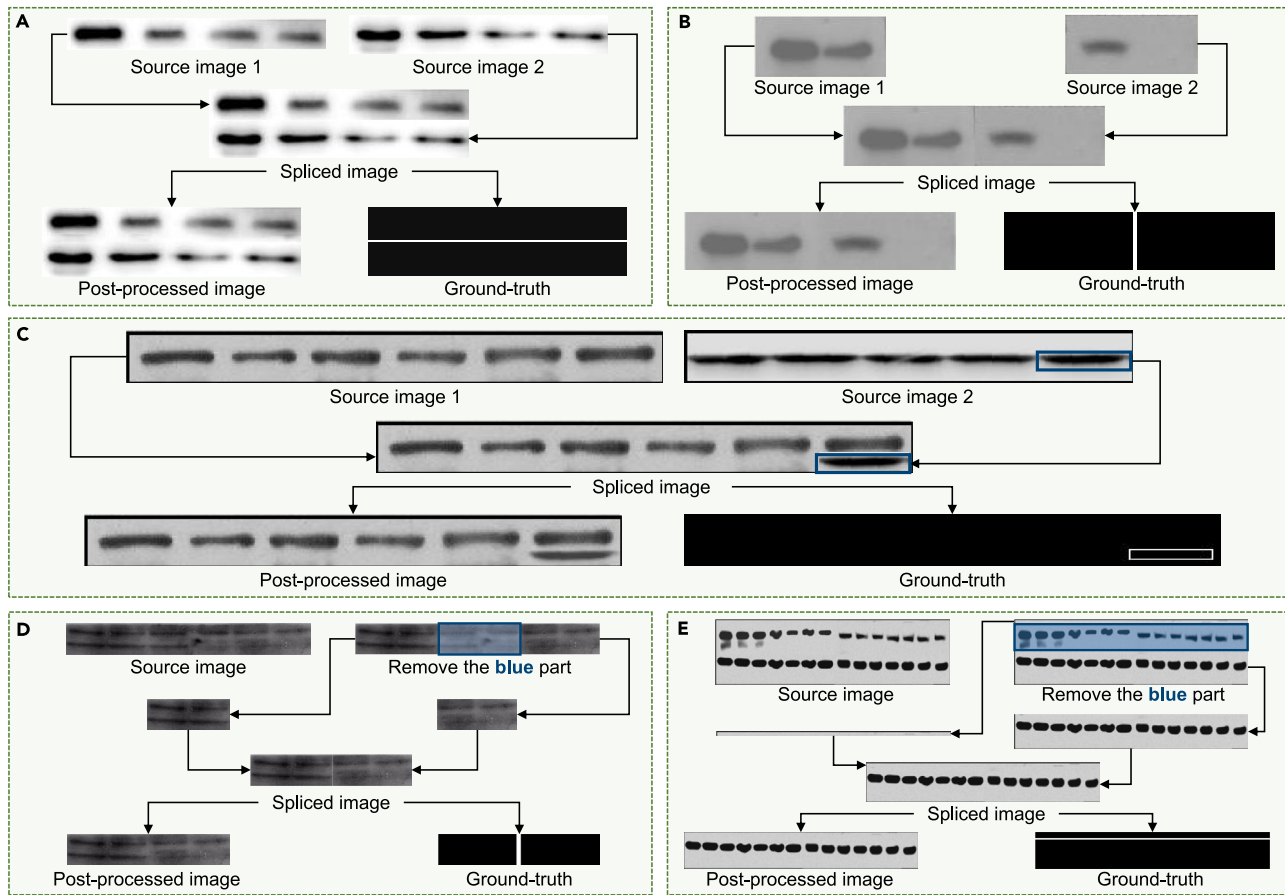 A
Source image 1
Source image 2
Spliced image
Post-processed image
Ground-truth
B
Source image 1
Source image 2
Spliced image
Post-processed image
Ground-truth
C
Source image 1
Source image 2
Spliced image
Post-processed image
Ground-truth
D
Source image
Remove the blue part
Spliced image
Post-processed image
Ground-truth
E
Source image
Remove the blue part
Spliced image
Post-processed image
Ground-truth